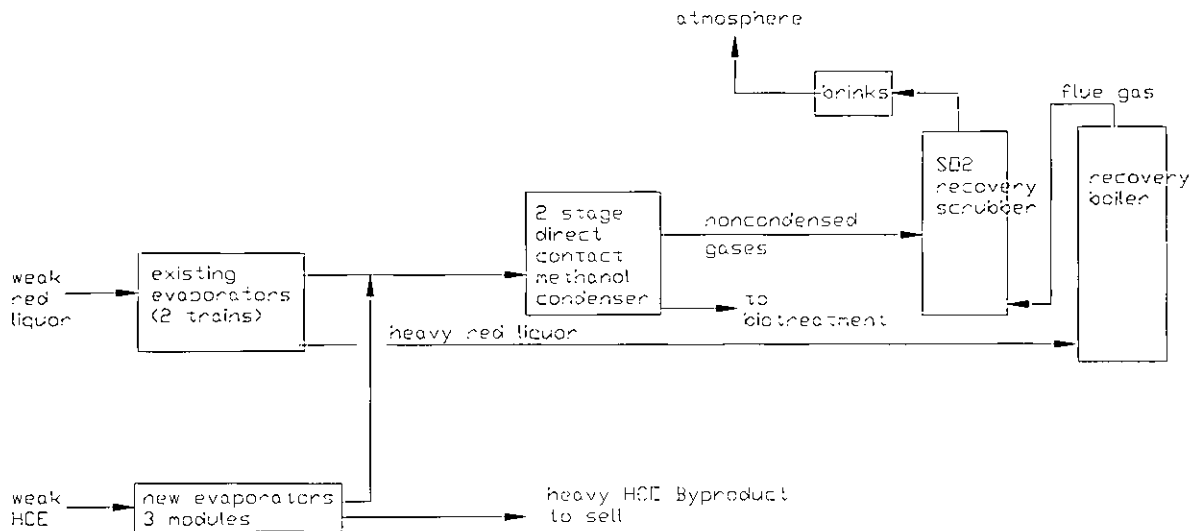 atmosphere
brinks
flue gas
SO2
recovery
scrubber
recovery
boiler
2 stage
direct
contact
methanol
condenser
noncondensed
gases
weak
red
liquor
existing
evaporators
(2 trains)
to
biotreatment
heavy red liquor
weak
HCE
new evaporators
3 modules
heavy HCE Byproduct
to sell